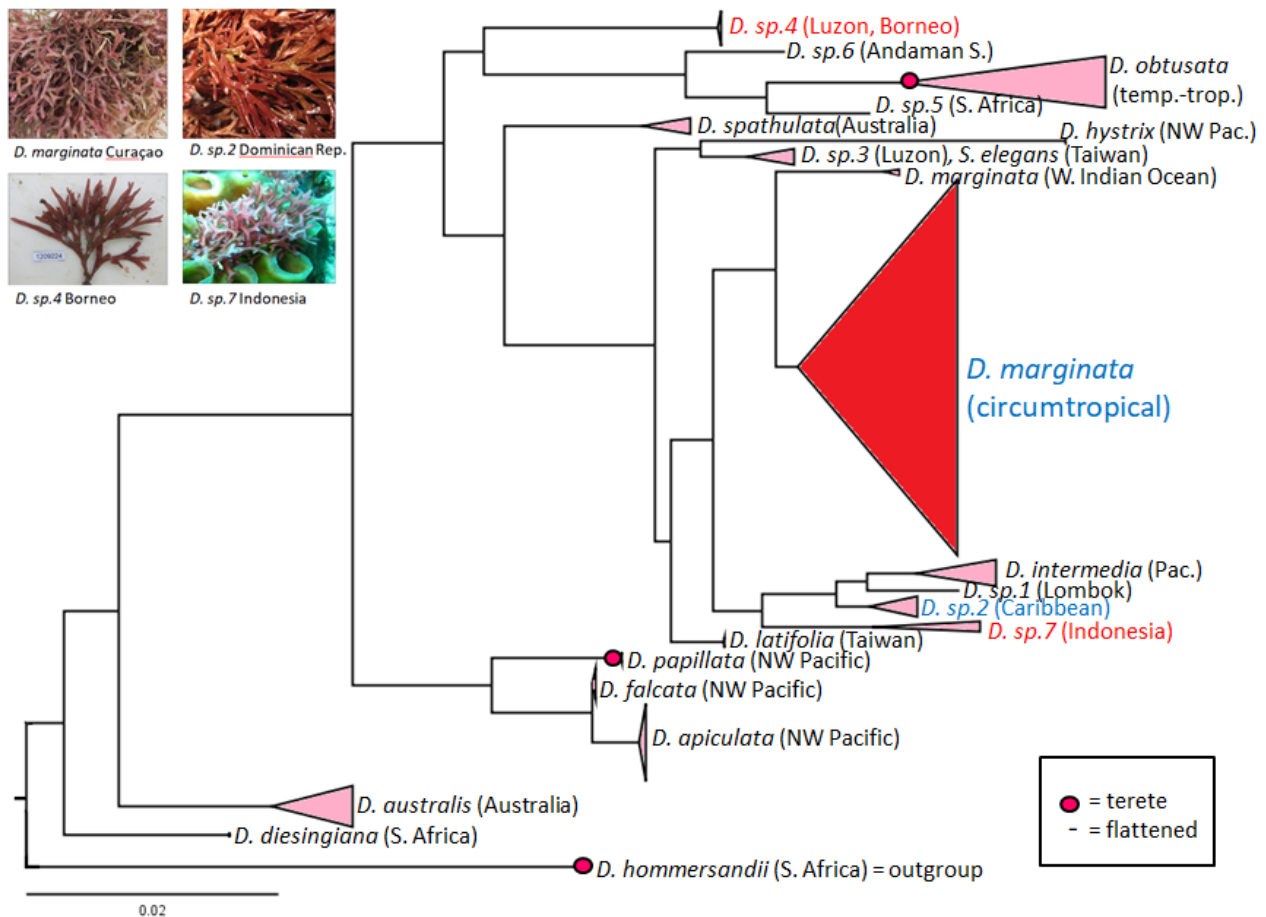 D. marginata Curaçao
D. sp.2 Dominican Rep.
1209224
D. sp.4 Borneo
D. sp.7 Indonesia
D. sp.4 (Luzon, Borneo)
D. sp.6 (Andaman S.)
D. obtusata
(temp.-trop.)
D. sp.5 (S. Africa)
D. spathulata(Australia)
D. hystrix (NW Pac.)
D. sp.3 (Luzon), S. elegans (Taiwan)
D. marginata (W. Indian Ocean)
D. marginata
(circumtropical)
D. intermedia (Pac.)
D. sp.1 (Lombok)
D. sp.2 (Caribbean)
D. sp.7 (Indonesia)
D. latifolia (Taiwan)
D. papillata (NW Pacific)
D. falcata (NW Pacific)
D. apiculata (NW Pacific)
D. australis (Australia)
D. diesingiana (S. Africa)
D. hommersandii (S. Africa) = outgroup
= terete
- = flattened
0.02